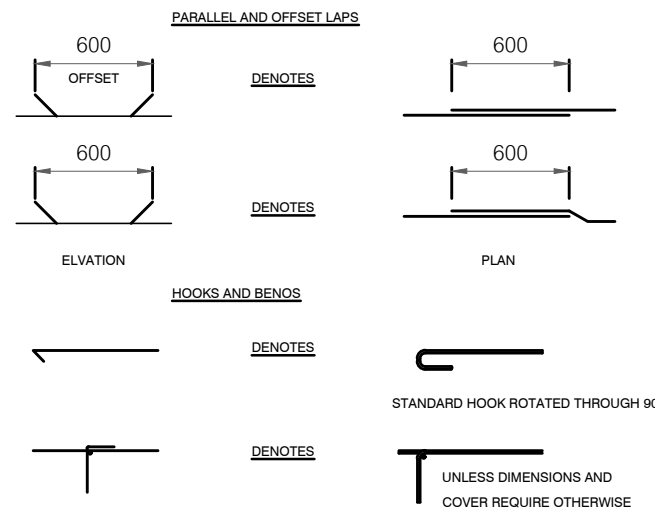 PARALLEL AND OFFSET LAPS
600
600
OFFSET
DENOTES
600
600
DENOTES
ELVATION
PLAN
HOOKS AND BENOS
DENOTES
STANDARD HOOK ROTATED THROUGH 90
DENOTES
UNLESS DIMENSIONS AND
COVER REQUIRE OTHERWISE